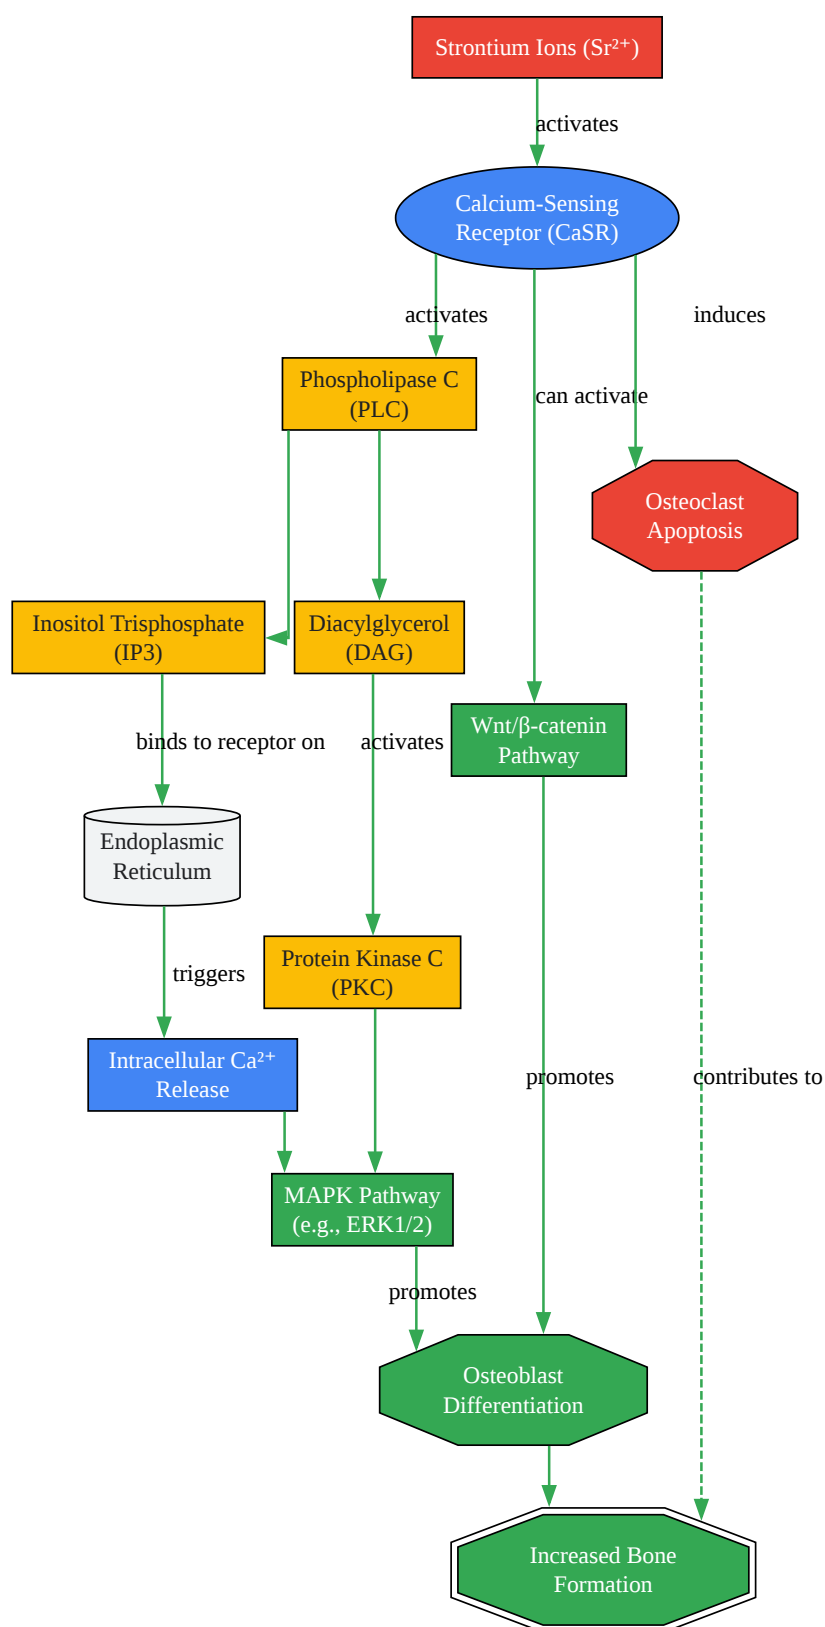 Strontium Ions (Sr²⁺)
activates
Calcium-Sensing
Receptor (CaSR)
activates
induces
Phospholipase C
(PLC)
can activate
Osteoclast
Apoptosis
Inositol Trisphosphate
(IP3)
Diacylglycerol
(DAG)
Wnt/β-catenin
Pathway
binds to receptor on
activates
Endoplasmic
Reticulum
Protein Kinase C
(PKC)
triggers
Intracellular Ca²⁺
Release
promotes
contributes to
MAPK Pathway
(e.g., ERK1/2)
promotes
Osteoblast
Differentiation
Increased Bone
Formation